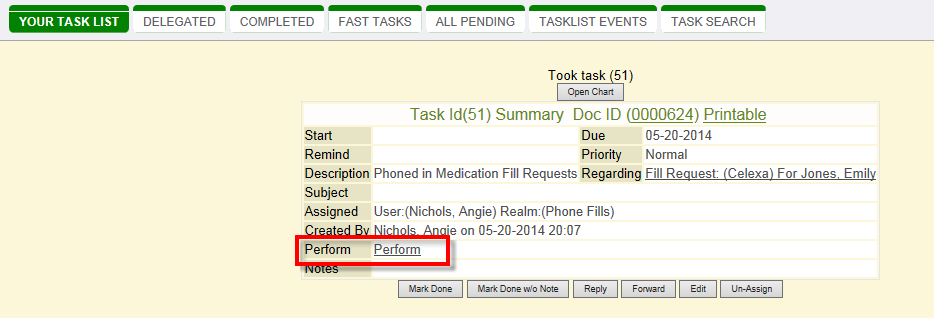 YOUR TASK LIST DELEGATED COMPLETED FAST TASKS ALL PENDING TASKLIST EVENTS TASK SEARCH
Took task (51)
Open Chart
Task Id(51) Summary Doc ID (0000624) Printable
Start Due 05-20-2014
Remind Priority Normal
Description Phoned in Medication Fill Requests Regarding Fill Request: (Celexa) For Jones, Emily
Subject
Assigned User:(Nichols, Angie) Realm:(Phone Fills)
Created By Nichols, Angie on 05-20-2014 20:07
Perform Perform
Notes
Mark Done Mark Done w/o Note Reply Forward Edit Un-Assign